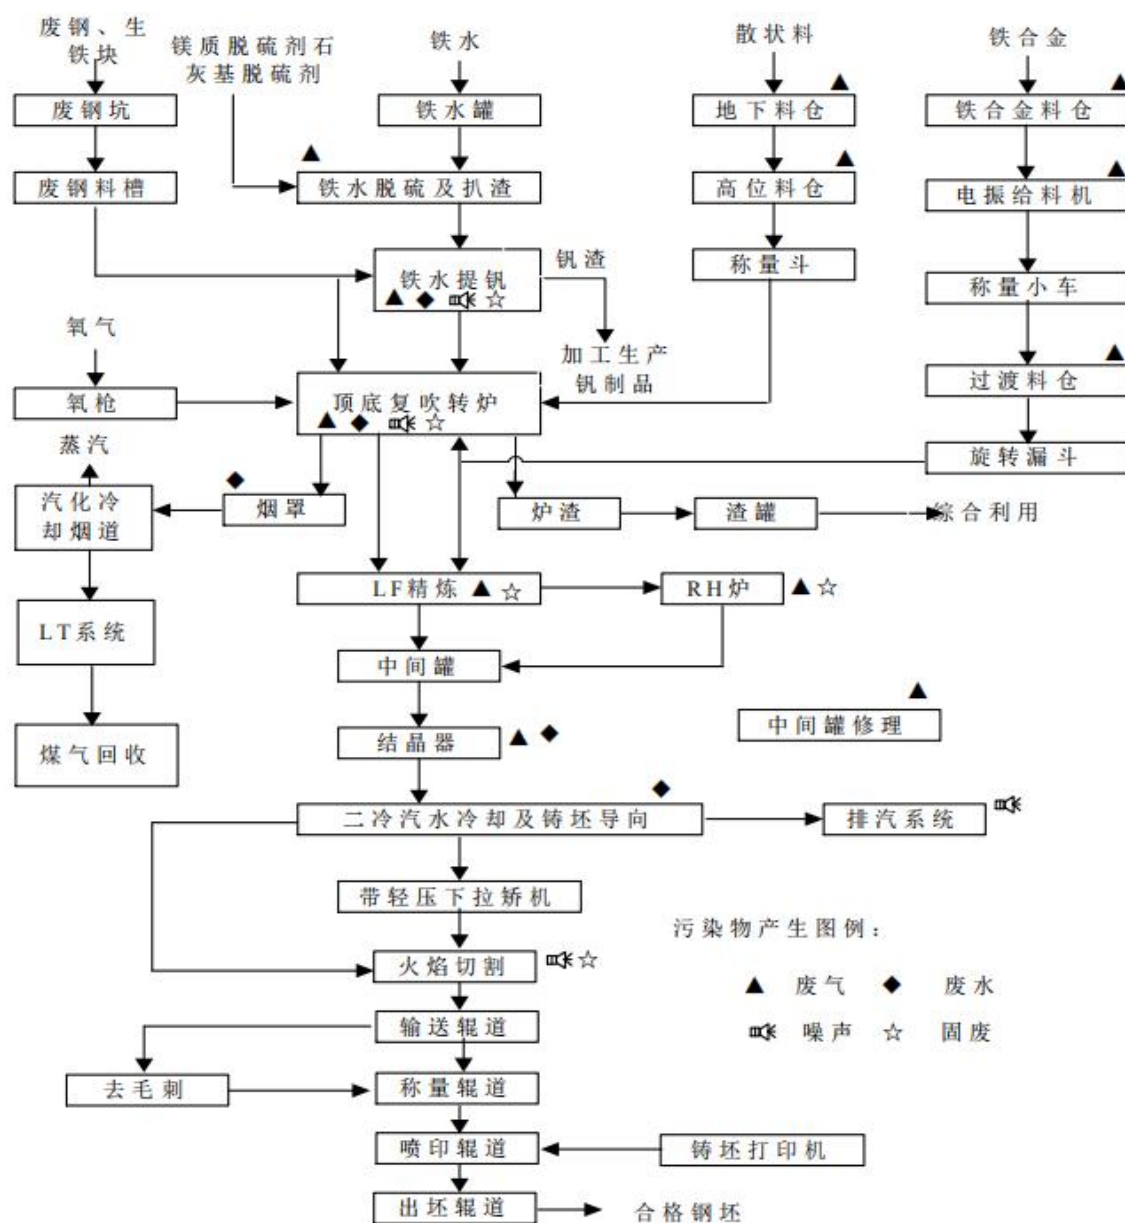 废钢、生
铁块
镁质脱硫剂石
灰基脱硫剂
铁水
散状料
铁合金
废钢坑
铁水罐
地下料仓
铁合金料仓
废钢料槽
铁水脱硫及扒渣
高位料仓
电振给料机
铁水提钒
钒渣
称量斗
称量小车
氧气
加工生产
钒制品
过渡料仓
氧枪
顶底复吹转炉
蒸汽
旋转漏斗
汽化冷
却烟道
烟罩
炉渣
渣罐
综合利用
LF精炼
RH炉
LT系统
中间罐
中间罐修理
煤气回收
结晶器
二冷汽水冷却及铸坯导向
排汽系统
带轻压下拉矫机
污染物产生图例：
火焰切割
废气
废水
输送辊道
噪声
固废
去毛刺
称量辊道
喷印辊道
铸坯打印机
出坯辊道
合格钢坯